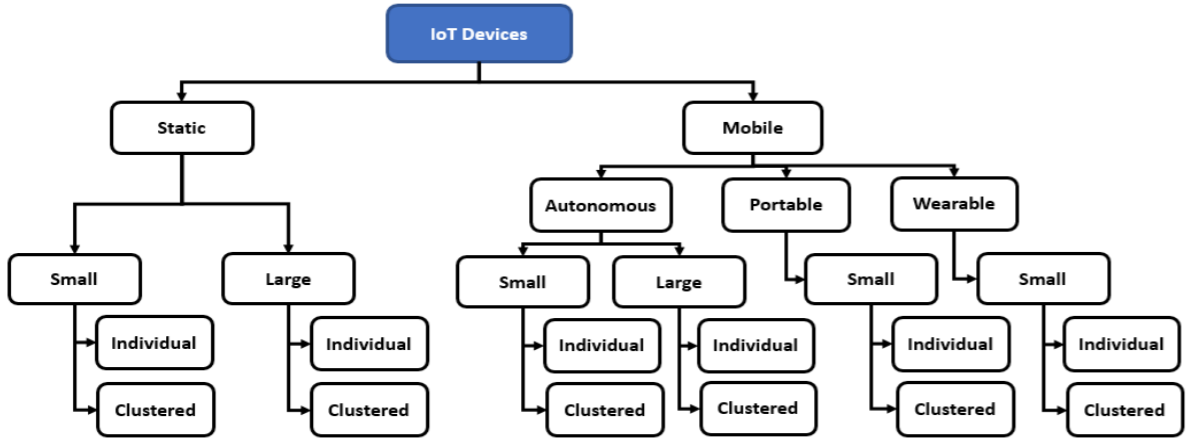 IoT Devices
Static
Mobile
Autonomous
Portable
Wearable
Small
Large
Small
Large
Small
Small
Individual
Individual
Individual
Individual
Individual
Individual
Clustered
Clustered
Clustered
Clustered
Clustered
Clustered